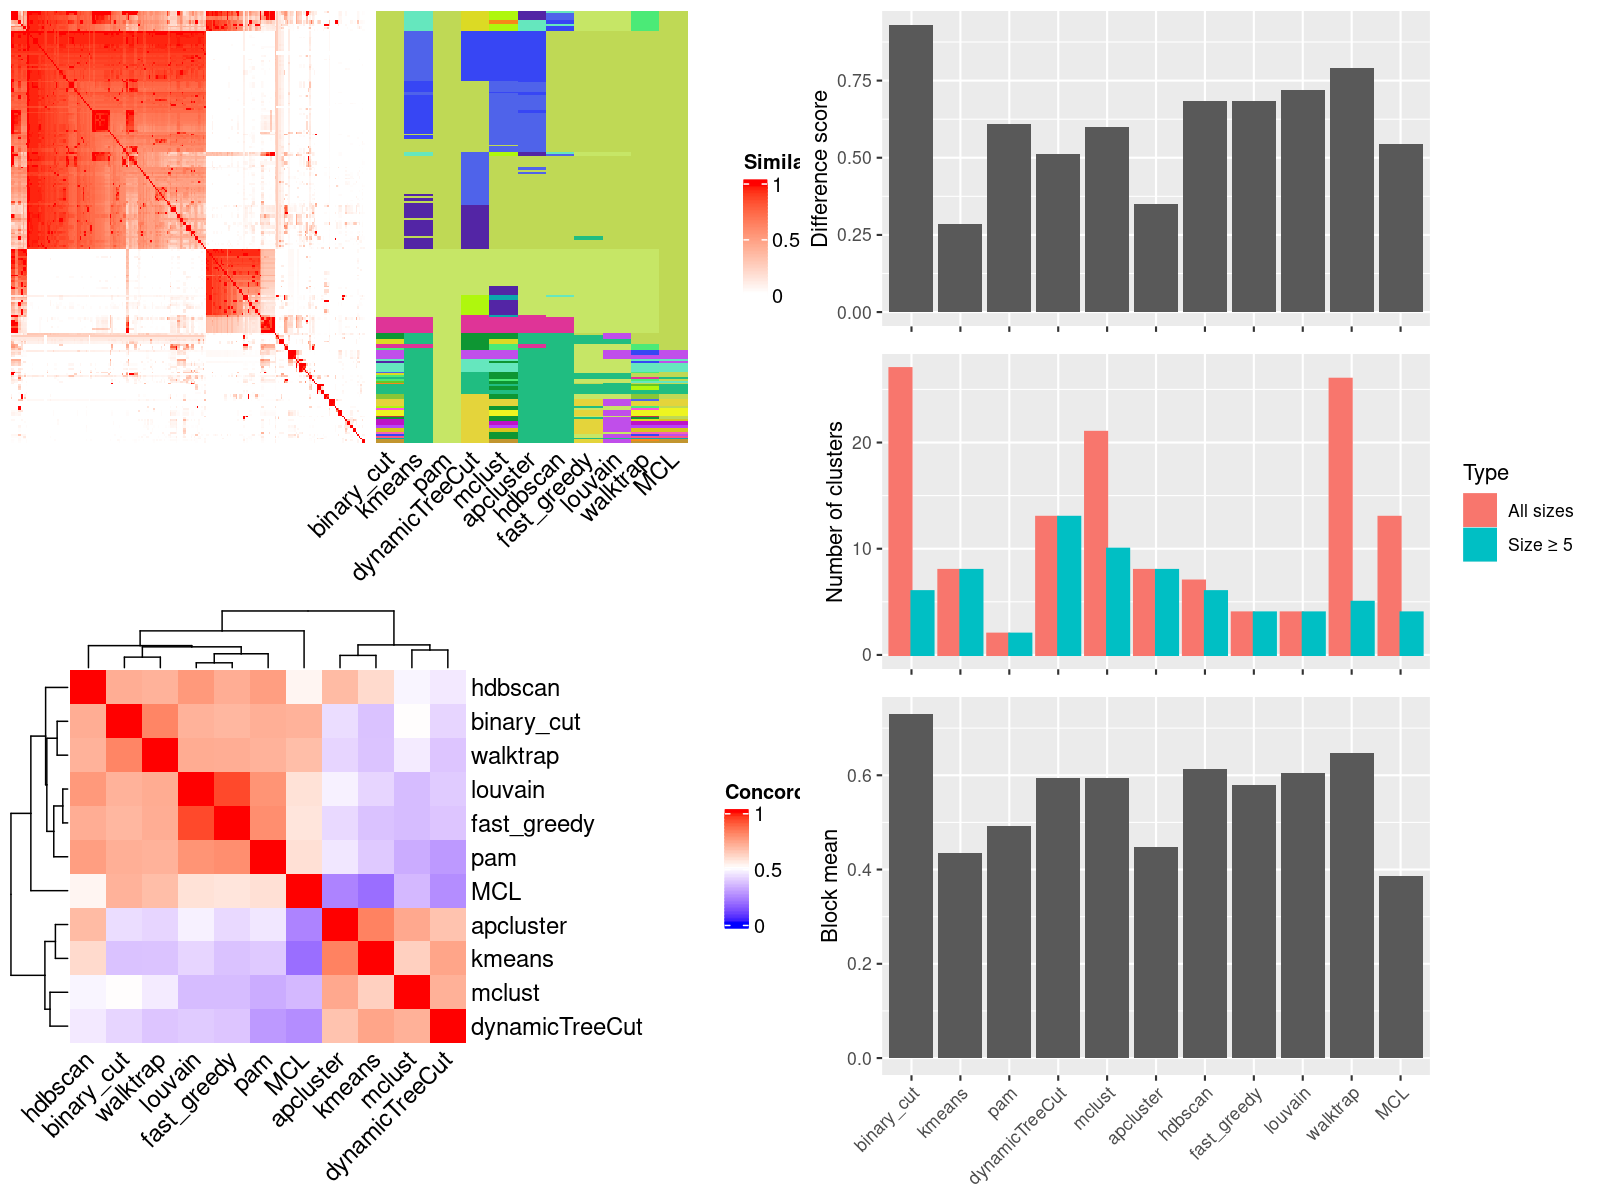 Simila
1
0.5
0
binary_cut
kmeans
pam
dynamicTreeCut
mclust
apcluster
hdbscan
fast_greedy
louvain
walktrap
MCL
hdbscan
binary_cut
walktrap
louvain
fast_greedy
pam
MCL
apcluster
kmeans
mclust
dynamicTreeCut
hdbscan
binary_cut
walktrap
louvain
fast_greedy
pam
MCL
apcluster
kmeans
mclust
dynamicTreeCut
Concord
1
0.5
0
Difference score
0.75
0.50
0.25
0.00
Number of clusters
20
10
0
Type
All sizes
Size ≥ 5
Block mean
0.6
0.4
0.2
0.0
binary_cut
kmeans
pam
dynamicTreeCut
mclust
apcluster
hdbscan
fast_greedy
louvain
walktrap
MCL